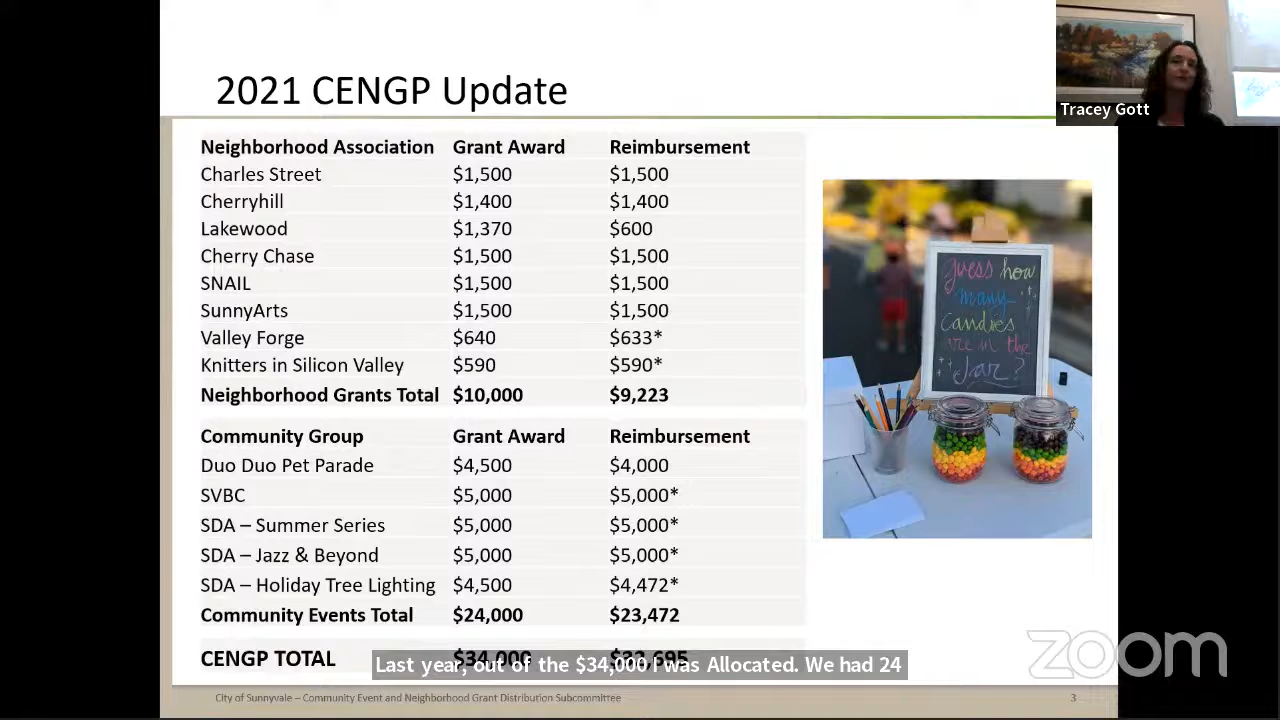 2021 CENGP Update
Tracey Gott
Neighborhood Association Grant Award Reimbursement
Charles Street $1,500 $1,500
Cherryhill $1,400 $1,400
Lakewood $1,370 $600
Cherry Chase $1,500 $1,500
SNAIL $1,500 $1,500
SunnyArts $1,500 $1,500
Valley Forge $640 $633*
Knitters in Silicon Valley $590 $590*
Neighborhood Grants Total $10,000 $9,223
Community Group Grant Award Reimbursement
Duo Duo Pet Parade $4,500 $4,000
SVBC $5,000 $5,000*
SDA – Summer Series $5,000 $5,000*
SDA – Jazz & Beyond $5,000 $5,000*
SDA – Holiday Tree Lighting $4,500 $4,472*
Community Events Total $24,000 $23,472
CENGP TOTAL $34,000 $32,695
Last year, out of the $34,000 I was Allocated. We had 24
City of Sunnyvale – Community Event and Neighborhood Grant Distribution Subcommittee 3
guess how
many
candies
are in the
Jar?
zoom